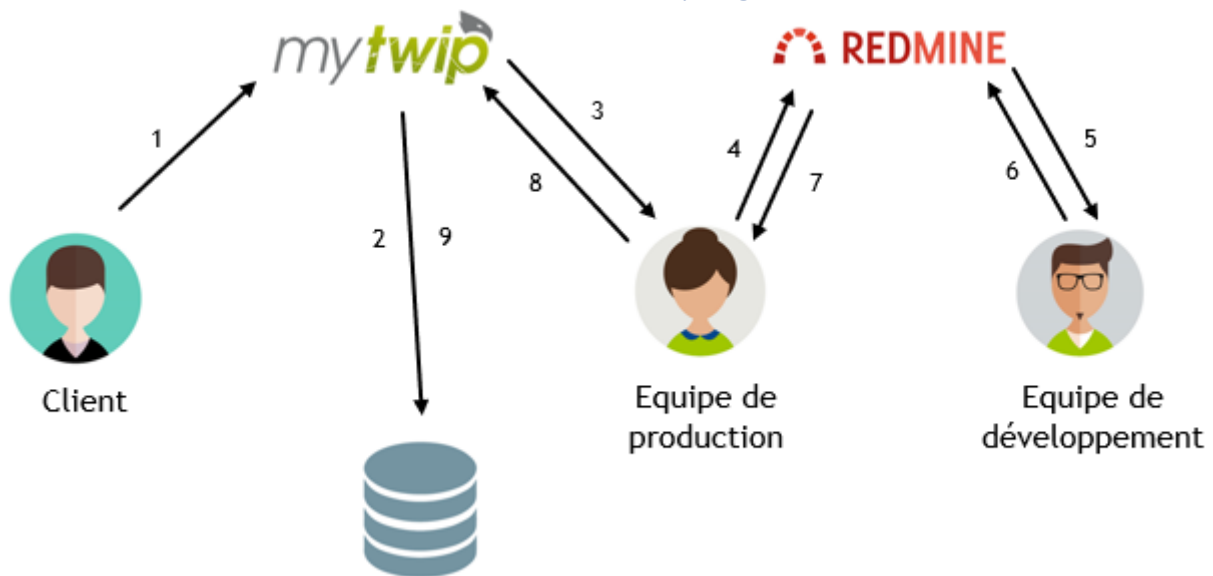 mytwip
REDMINE
1
3
4
5
6
7
8
2
9
Client
Equipe de
production
Equipe de
développement